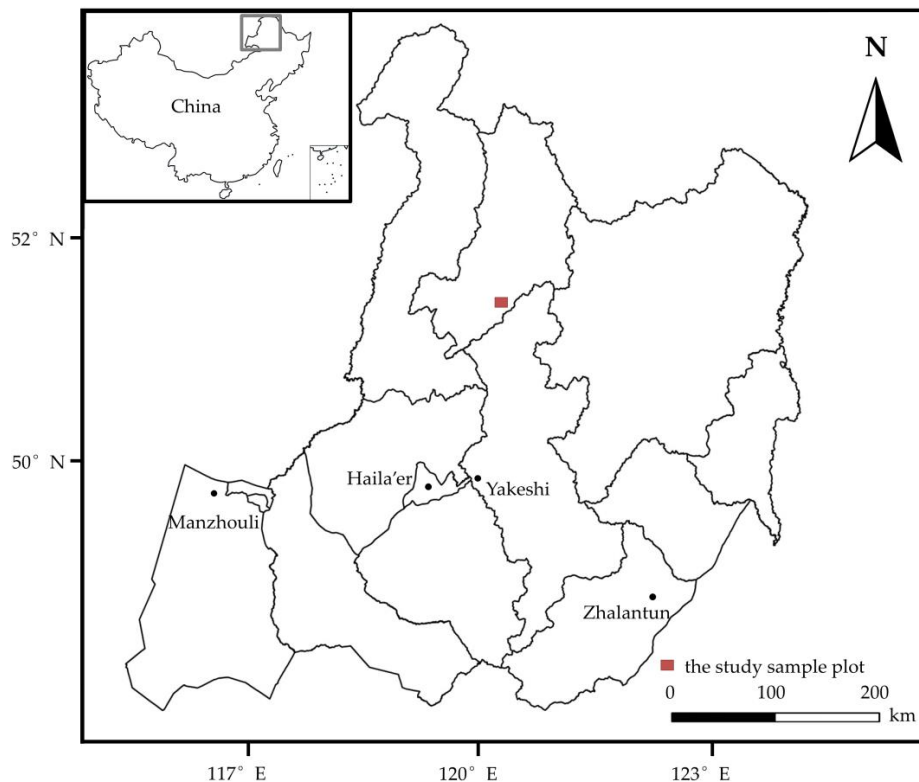 China
N
52° N
50° N
Haila'er
Yakeshi
Manzhouli
Zhalantun
the study sample plot
0 100 200
km
117° E 120° E 123° E